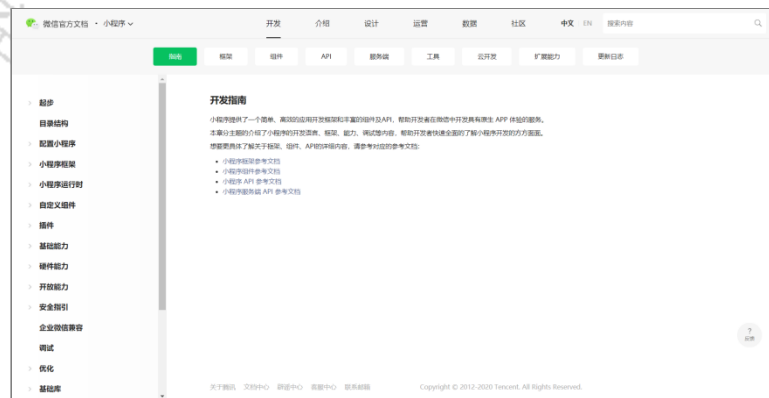 微信官方文档 · 小程序
开发 介绍 设计 运营 数据 社区 中文 EN 搜索内容
指南 框架 组件 API 服务端 工具 云开发 扩展能力 更新日志
起步
目录结构
配置小程序
小程序框架
小程序运行时
自定义组件
插件
基础能力
硬件能力
开放能力
安全指引
企业微信兼容
调试
优化
基础库
开发指南
小程序提供了一个简单、高效的应用开发框架和丰富的组件及API，帮助开发者在微信中开发具有原生 APP 体验的服务。
本章分主题的介绍了小程序的开发语言、框架、能力、调试等内容，帮助开发者快速全面的了解小程序开发的方方面面。
想要更具体了解关于框架、组件、API的详细内容，请参考对应的参考文档:
小程序框架参考文档
小程序组件参考文档
小程序 API 参考文档
小程序服务端 API 参考文档
?
反馈
关于腾讯 文档中心 辟谣中心 客服中心 联系邮箱 Copyright © 2012-2020 Tencent. All Rights Reserved.